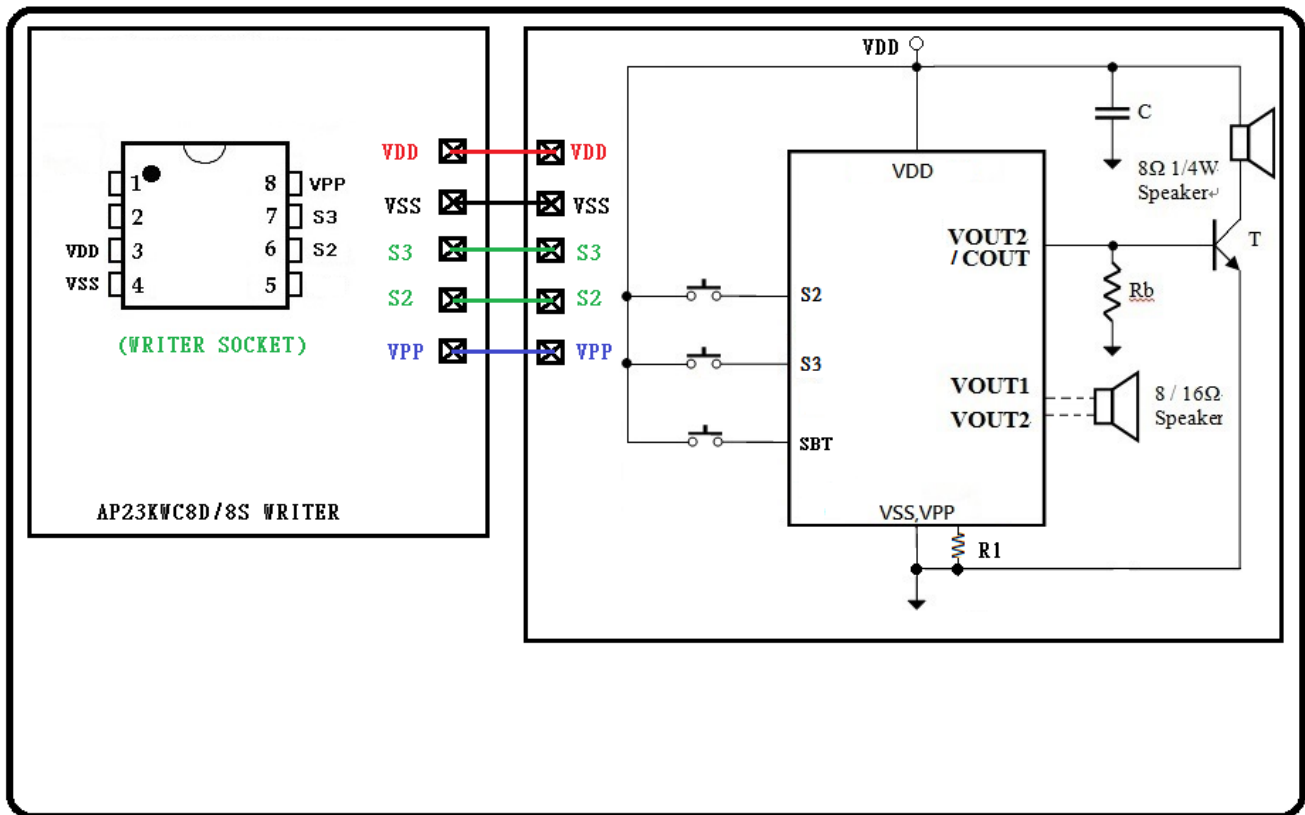 1
2
VDD 3
VSS 4
8 VPP
7 S3
6 S2
5
(WRITER SOCKET)
AP23KWC8D/8S WRITER
VDD
VSS
S3
S2
VPP
VDD
VSS
S3
S2
VPP
VDD
C
8Ω 1/4W
Speaker↵
VDD
VOUT2
/ COUT
T
Rb
S2
S3
SBT
VOUT1
VOUT2
8 / 16Ω
Speaker
VSS,VPP
R1